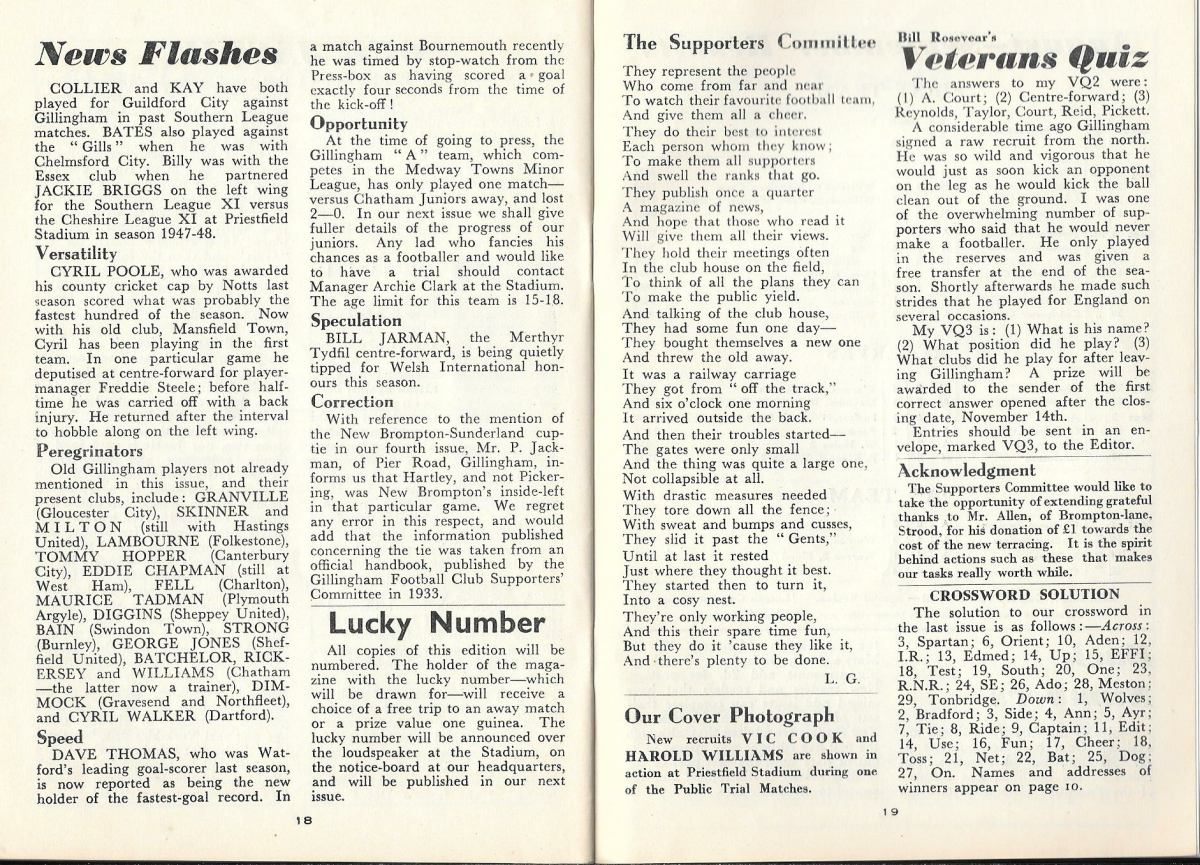 News Flashes
COLLIER and KAY have both
played for Guildford City against
Gillingham in past Southern League
matches. BATES also played against
the "Gills" when he was with
Chelmsford City. Billy was with the
Essex club when he partnered
JACKIE BRIGGS on the left wing
for the Southern League XI versus
the Cheshire League XI at Priestfield
Stadium in season 1947-48.
Versatility
CYRIL POOLE, who was awarded
his county cricket cap by Notts last
season scored what was probably the
fastest hundred of the season. Now
with his old club, Mansfield Town,
Cyril has been playing in the first
team. In one particular game he
deputised at centre-forward for player-
manager Freddie Steele; before half-
time he was carried off with a back
injury. He returned after the interval
to hobble along on the left wing.
Peregrinators
Old Gillingham players not already
mentioned in this issue, and their
present clubs, include: GRANVILLE
(Gloucester City), SKINNER and
MILTON (still with Hastings
United), LAMBOURNE (Folkestone),
TOMMY HOPPER (Canterbury
City), EDDIE CHAPMAN (still at
West Ham), FELL (Charlton),
MAURICE TADMAN (Plymouth
Argyle), DIGGINS (Sheppey United),
BAIN (Swindon Town), STRONG
(Burnley), GEORGE JONES (Shef-
field United), BATCHELOR, RICK-
ERSEY and WILLIAMS (Chatham
—the latter now a trainer), DIM-
MOCK (Gravesend and Northfleet),
and CYRIL WALKER (Dartford).
Speed
DAVE THOMAS, who was Wat-
ford's leading goal-scorer last season,
is now reported as being the new
holder of the fastest-goal record. In
a match against Bournemouth recently
he was timed by stop-watch from the
Press-box as having scored a goal
exactly four seconds from the time of
the kick-off!
Opportunity
At the time of going to press, the
Gillingham "A" team, which com-
petes in the Medway Towns Minor
League, has only played one match—
versus Chatham Juniors away, and lost
2—0. In our next issue we shall give
fuller details of the progress of our
juniors. Any lad who fancies his
chances as a footballer and would like
to have a trial should contact
Manager Archie Clark at the Stadium.
The age limit for this team is 15-18.
Speculation
BILL JARMAN, the Merthyr
Tydfil centre-forward, is being quietly
tipped for Welsh International hon-
ours this season.
Correction
With reference to the mention of
the New Brompton-Sunderland cup-
tie in our fourth issue, Mr. P. Jack-
man, of Pier Road, Gillingham, in-
forms us that Hartley, and not Picker-
ing, was New Brompton's inside-left
in that particular game. We regret
any error in this respect, and would
add that the information published
concerning the tie was taken from an
official handbook, published by the
Gillingham Football Club Supporters'
Committee in 1933.
Lucky Number
All copies of this edition will be
numbered. The holder of the maga-
zine with the lucky number—which
will be drawn for—will receive a
choice of a free trip to an away match
or a prize value one guinea. The
lucky number will be announced over
the loudspeaker at the Stadium, on
the notice-board at our headquarters,
and will be published in our next
issue.
18
The Supporters Committee
They represent the people
Who come from far and near
To watch their favourite football team,
And give them all a cheer.
They do their best to interest
Each person whom they know;
To make them all supporters
And swell the ranks that go.
They publish once a quarter
A magazine of news,
And hope that those who read it
Will give them all their views.
They hold their meetings often
In the club house on the field,
To think of all the plans they can
To make the public yield.
And talking of the club house,
They had some fun one day—
They bought themselves a new one
And threw the old away.
It was a railway carriage
They got from "off the track,"
And six o'clock one morning
It arrived outside the back.
And then their troubles started—
The gates were only small
And the thing was quite a large one,
Not collapsible at all.
With drastic measures needed
They tore down all the fence;
With sweat and bumps and cusses,
They slid it past the "Gents,"
Until at last it rested
Just where they thought it best.
They started then to turn it,
Into a cosy nest.
They're only working people,
And this their spare time fun,
But they do it 'cause they like it,
And there's plenty to be done.
L. G.
Our Cover Photograph
New recruits VIC COOK and
HAROLD WILLIAMS are shown in
action at Priestfield Stadium during one
of the Public Trial Matches.
Bill Rosevear's
Veterans Quiz
The answers to my VQ2 were:
(1) A. Court; (2) Centre-forward; (3)
Reynolds, Taylor, Court, Reid, Pickett.
A considerable time ago Gillingham
signed a raw recruit from the north.
He was so wild and vigorous that he
would just as soon kick an opponent
on the leg as he would kick the ball
clean out of the ground. I was one
of the overwhelming number of sup-
porters who said that he would never
make a footballer. He only played
in the reserves and was given a
free transfer at the end of the sea-
son. Shortly afterwards he made such
strides that he played for England on
several occasions.
My VQ3 is: (1) What is his name?
(2) What position did he play? (3)
What clubs did he play for after leav-
ing Gillingham? A prize will be
awarded to the sender of the first
correct answer opened after the clos-
ing date, November 14th.
Entries should be sent in an en-
velope, marked VQ3, to the Editor.
Acknowledgment
The Supporters Committee would like to
take the opportunity of extending grateful
thanks to Mr. Allen, of Brompton-lane,
Strood, for his donation of £1 towards the
cost of the new terracing. It is the spirit
behind actions such as these that makes
our tasks really worth while.
CROSSWORD SOLUTION
The solution to our crossword in
the last issue is as follows:—Across:
3, Spartan; 6, Orient; 10, Aden; 12,
I.R.; 13, Edmed; 14, Up; 15, EFFI;
18, Test; 19, South; 20, One; 23,
R.N.R.; 24, SE; 26, Ado; 28, Meston;
29, Tonbridge. Down: 1, Wolves;
2, Bradford; 3, Side; 4, Ann; 5, Ayr;
7, Tie; 8, Ride; 9, Captain; 11, Edit;
14, Use; 16, Fun; 17, Cheer; 18,
Toss; 21, Net; 22, Bat; 25, Dog;
27, On. Names and addresses of
winners appear on page 10.
19